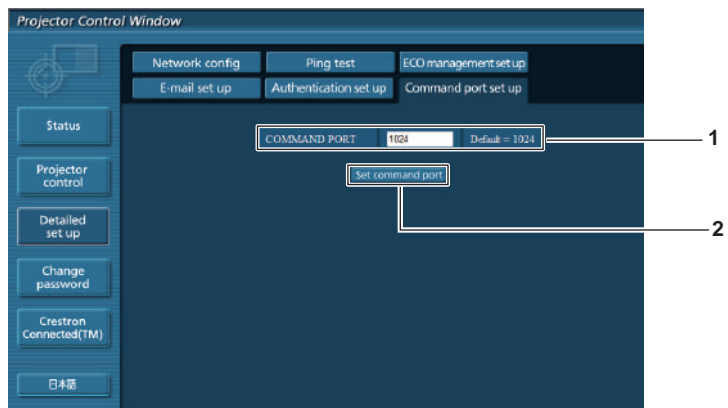 Projector Control Window
Network config
Ping test
ECO management set up
E-mail set up
Authentication set up
Command port set up
Status
Projector
control
Detailed
set up
Change
password
Crestron
Connected(TM)
日本語
COMMAND PORT 1024 Default = 1024
Set command port
1
2